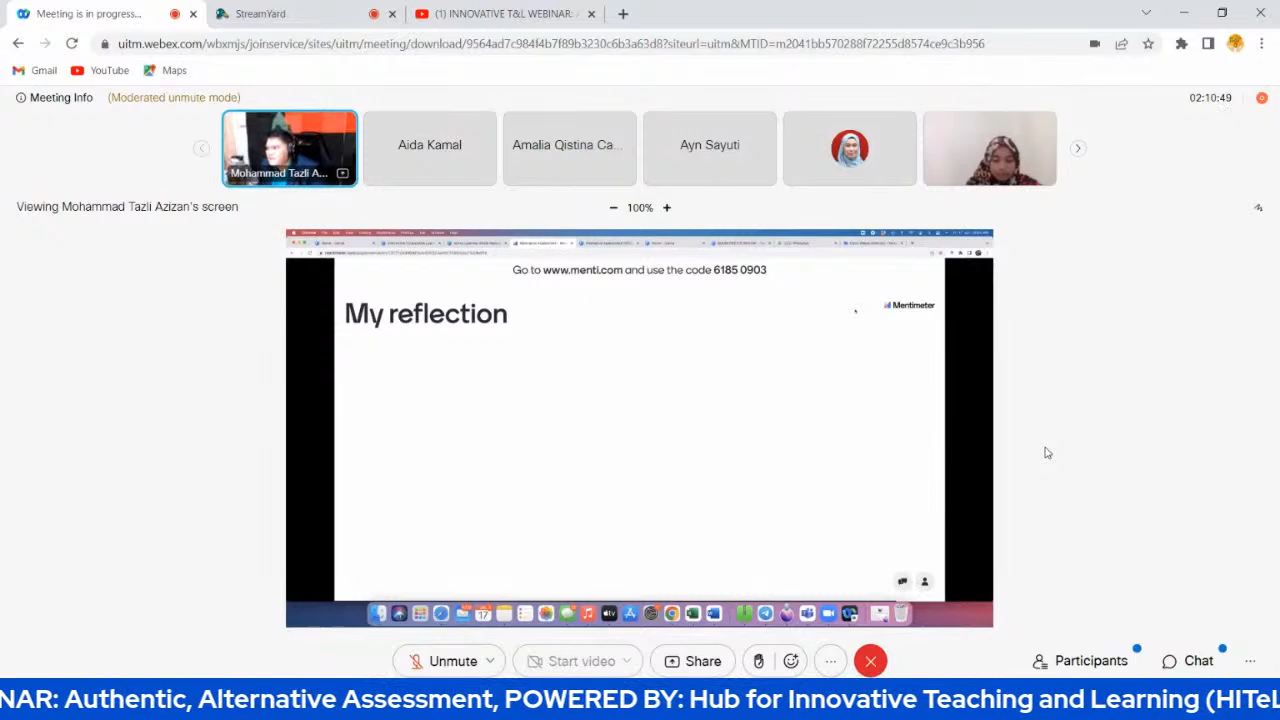 Meeting is in progress...
StreamYard
(1) INNOVATIVE T&L WEBINAR:
uitm.webex.com/wbxmjs/joinservice/sites/uitm/meeting/download/9564ad7c984f4b7f89b3230c6b3a63d8?siteurl=uitm&MTID=m2041bb570288f72255d8574ce9c3b956
Gmail YouTube Maps
Meeting Info (Moderated unmute mode) 02:10:49
Mohammad Tazli A... Aida Kamal Amalia Qistina Ca... Ayn Sayuti
Viewing Mohammad Tazli Azizan's screen 100%
Go to www.menti.com and use the code 6185 0903
Mentimeter
My reflection
17
tv
Unmute Start video Share Participants Chat
NAR: Authentic, Alternative Assessment, POWERED BY: Hub for Innovative Teaching and Learning (HITeL